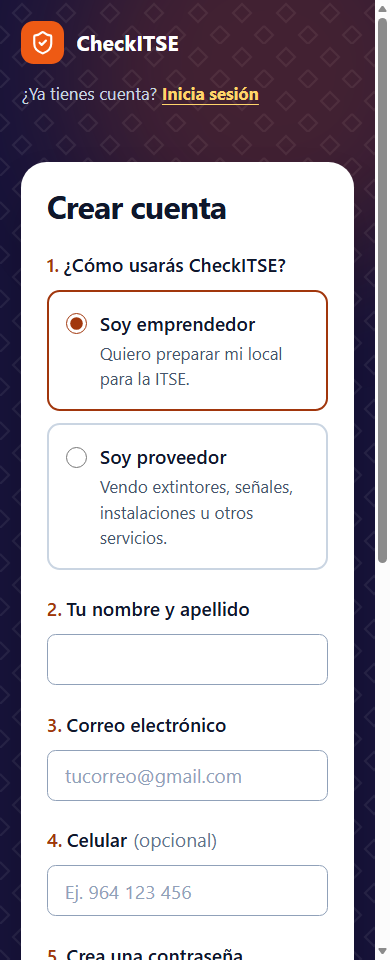 CheckITSE
¿Ya tienes cuenta? Inicia sesión
Crear cuenta
1. ¿Cómo usarás CheckITSE?
Soy emprendedor
Quiero preparar mi local
para la ITSE.
Soy proveedor
Vendo extintores, señales,
instalaciones u otros
servicios.
2. Tu nombre y apellido
3. Correo electrónico
tucorreo@gmail.com
4. Celular (opcional)
Ej. 964 123 456
5. Crea una contraseña